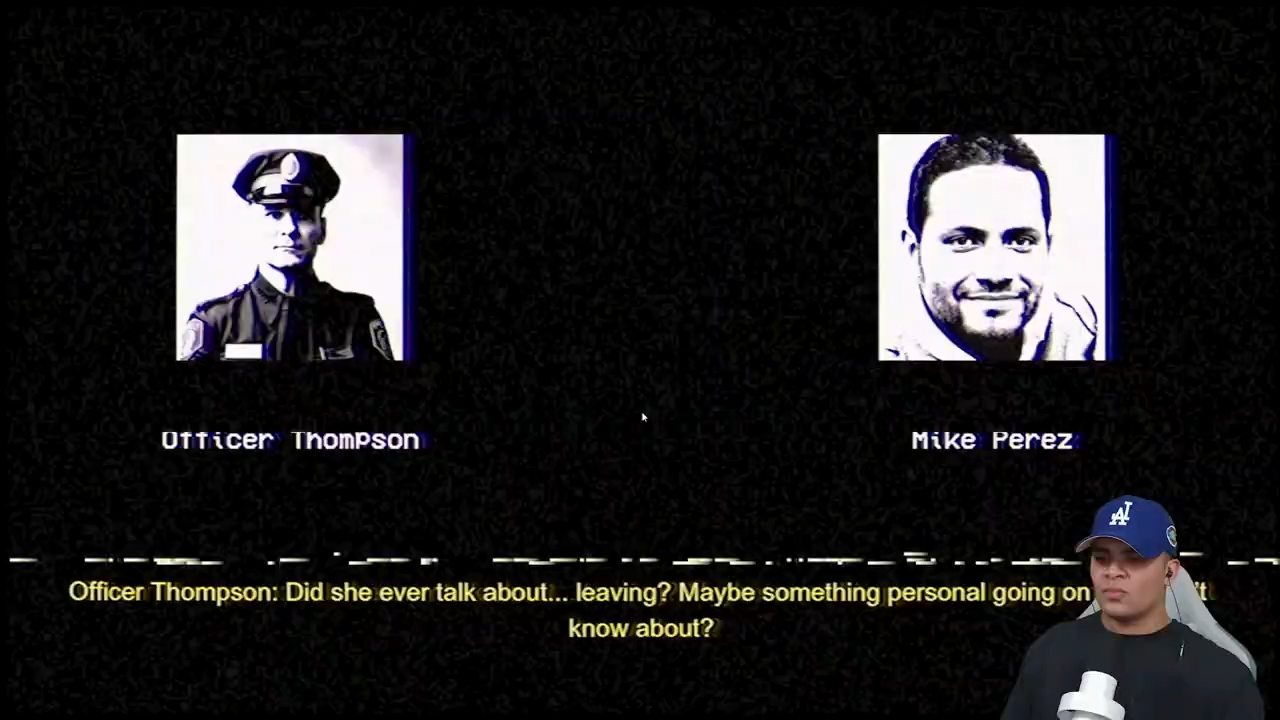 Officer Thompson
Mike Perez
Officer Thompson: Did she ever talk about... leaving? Maybe something personal going on
know about?
LA